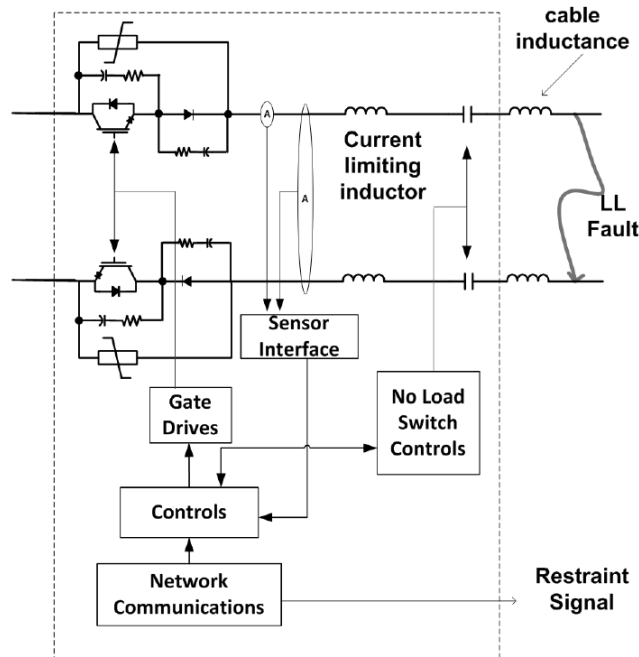 cable
inductance
A
A
Current
limiting
inductor
LL
Fault
Sensor
Interface
Gate
Drives
No Load
Switch
Controls
Controls
Network
Communications
Restraint
Signal